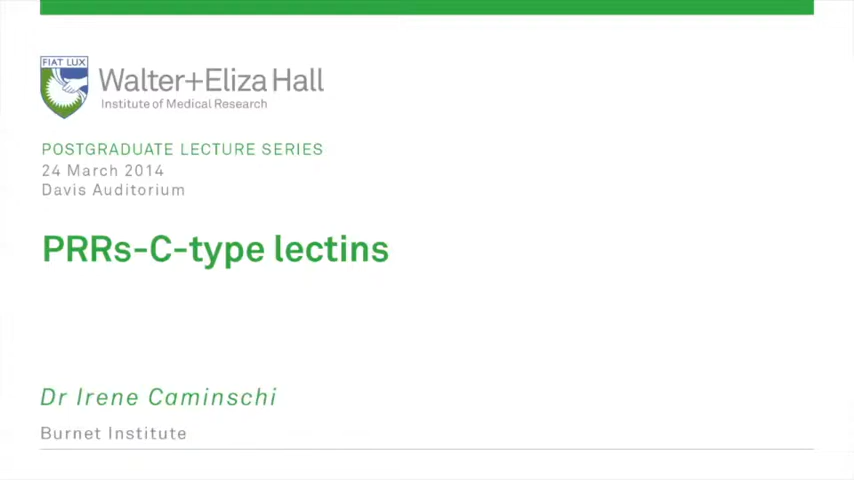 FIAT LUX
Walter+Eliza Hall
Institute of Medical Research
POSTGRADUATE LECTURE SERIES
24 March 2014
Davis Auditorium
PRRs-C-type lectins
Dr Irene Caminschi
Burnet Institute